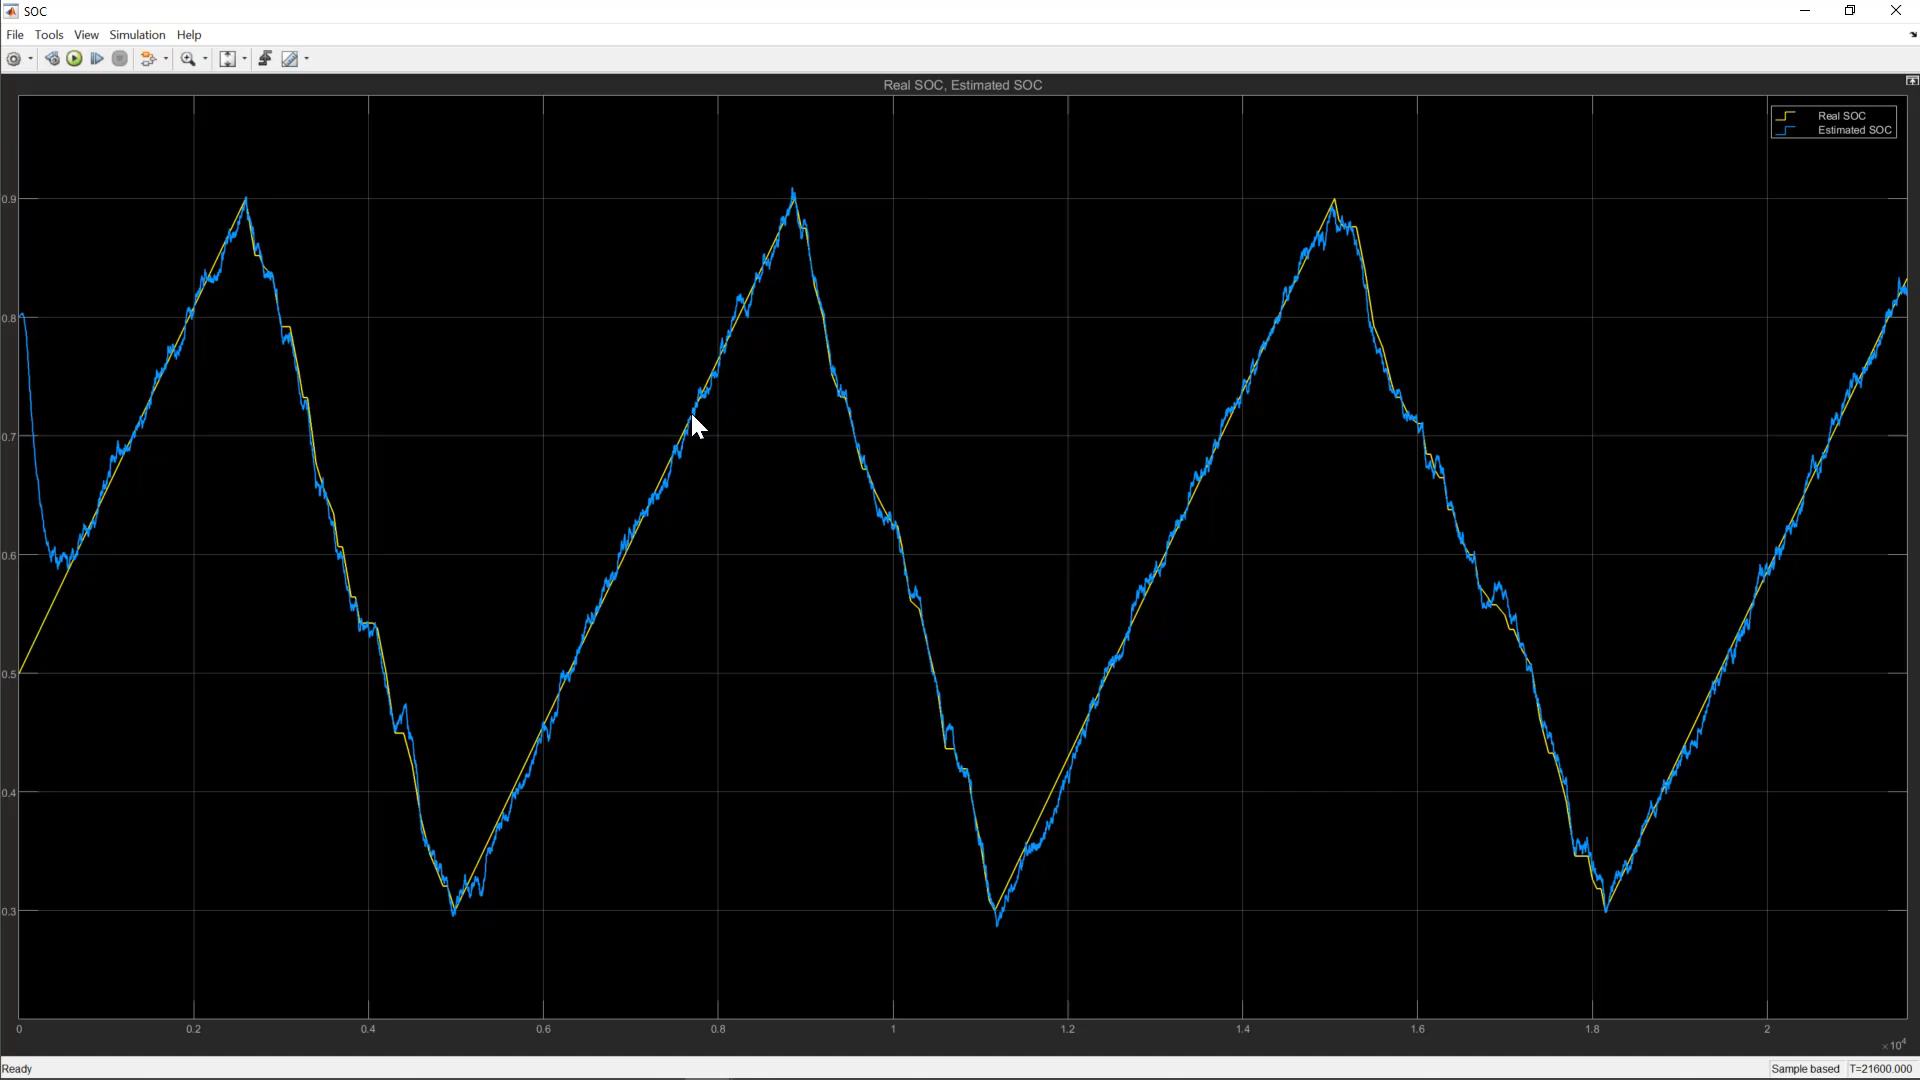 SOC
File Tools View Simulation Help
Real SOC, Estimated SOC
Real SOC
Estimated SOC
0.9
0.8
0.7
0.6
0.5
0.4
0.3
0 0.2 0.4 0.6 0.8 1 1.2 1.4 1.6 1.8 2
×10⁴
Ready Sample based T=21600.000